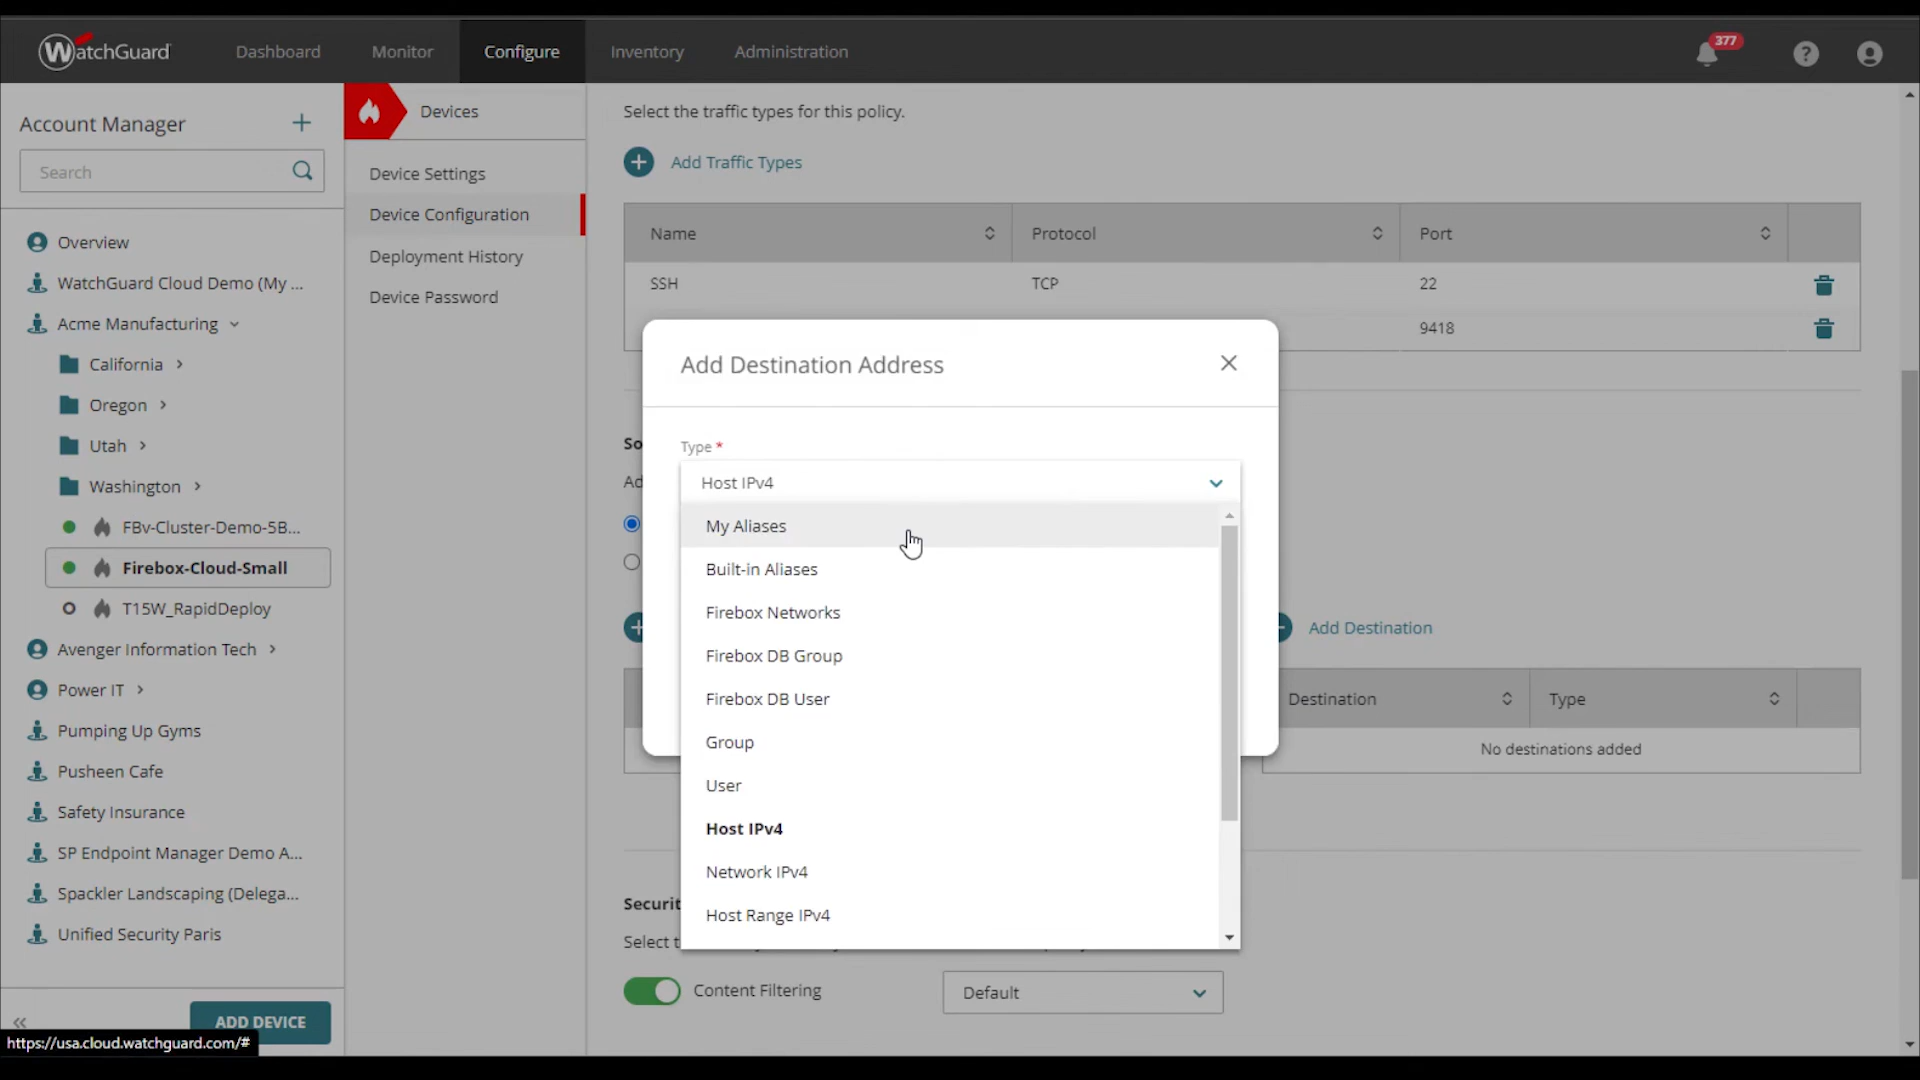 WatchGuard
Dashboard
Monitor
Configure
Inventory
Administration
377
?
Account Manager
Search
Overview
WatchGuard Cloud Demo (My ...
Acme Manufacturing
California
Oregon
Utah
Washington
FBv-Cluster-Demo-5B...
Firebox-Cloud-Small
T15W_RapidDeploy
Avenger Information Tech
Power IT
Pumping Up Gyms
Pusheen Cafe
Safety Insurance
SP Endpoint Manager Demo A...
Spackler Landscaping (Delega...
Unified Security Paris
ADD DEVICE
https://usa.cloud.watchguard.com/#
Devices
Device Settings
Device Configuration
Deployment History
Device Password
Select the traffic types for this policy.
Add Traffic Types
Name Protocol Port
SSH TCP 22
9418
Add Destination Address
Type *
Host IPv4
My Aliases
Built-in Aliases
Firebox Networks
Firebox DB Group
Firebox DB User
Group
User
Host IPv4
Network IPv4
Host Range IPv4
So
Ad
Add Destination
Destination Type
No destinations added
Securit
Select t
Content Filtering
Default